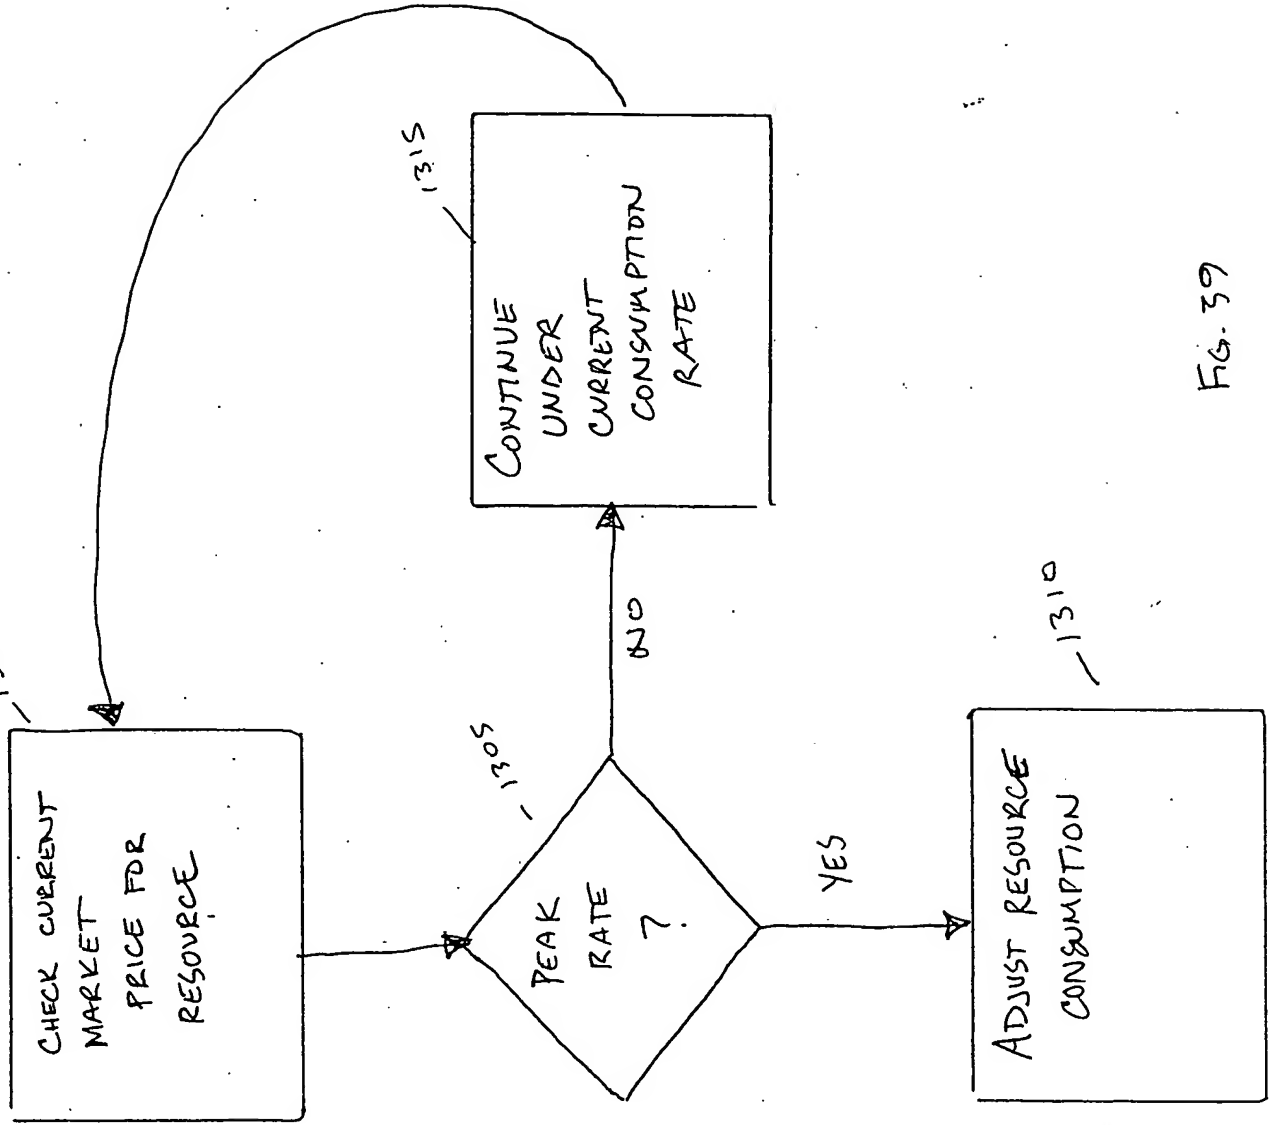 CHECK CURRENT
MARKET
PRICE FOR
RESOURCE
1305
PEAK
RATE
?
NO
1315
CONTINUE
UNDER
CURRENT
CONSUMPTION
RATE
YES
1310
ADJUST RESOURCE
CONSUMPTION
FIG. 39